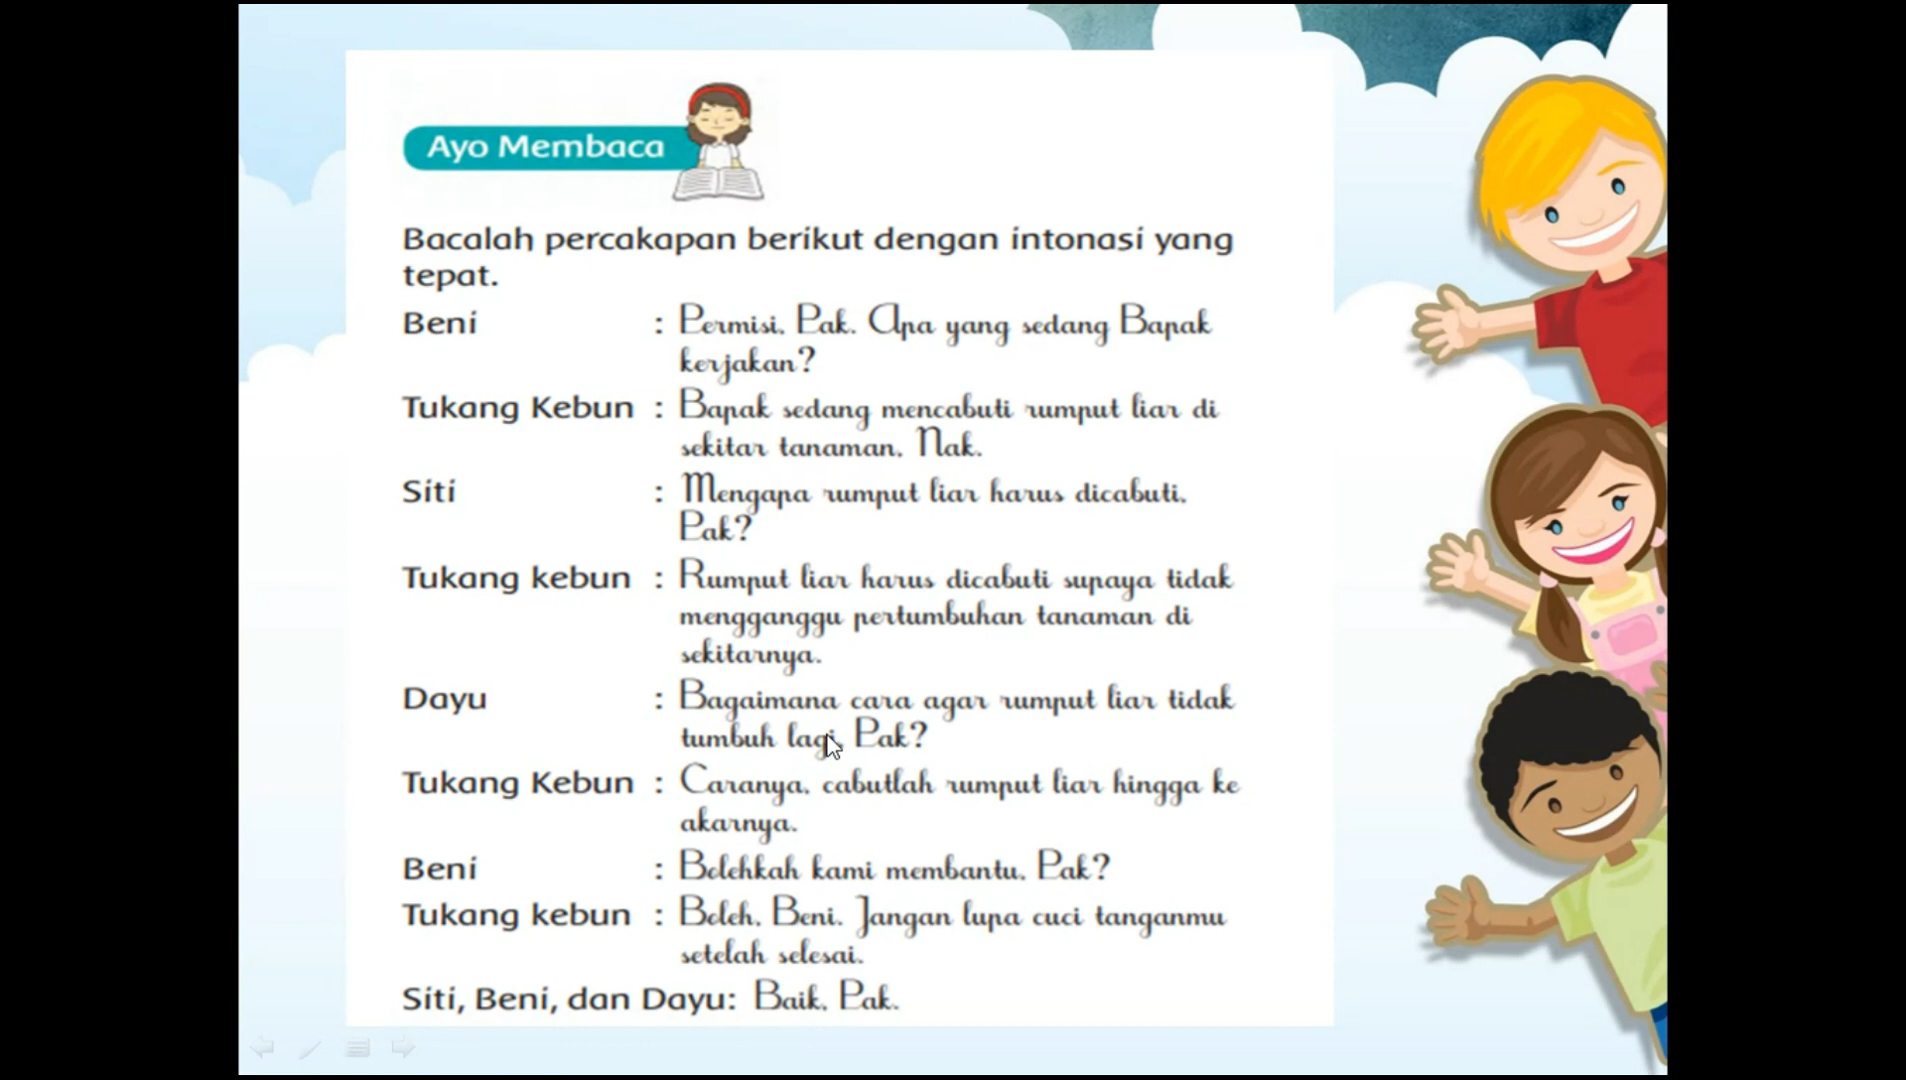 Ayo Membaca
Bacalah percakapan berikut dengan intonasi yang
tepat.
Beni : Permisi, Pak. Apa yang sedang Bapak
kerjakan?
Tukang Kebun : Bapak sedang mencabuti rumput liar di
sekitar tanaman, Nak.
Siti : Mengapa rumput liar harus dicabuti,
Pak?
Tukang kebun : Rumput liar harus dicabuti supaya tidak
mengganggu pertumbuhan tanaman di
sekitarnya.
Dayu : Bagaimana cara agar rumput liar tidak
tumbuh lagi, Pak?
Tukang Kebun : Caranya, cabutlah rumput liar hingga ke
akarnya.
Beni : Bolehkah kami membantu, Pak?
Tukang kebun : Boleh, Beni. Jangan lupa cuci tanganmu
setelah selesai.
Siti, Beni, dan Dayu: Baik, Pak.